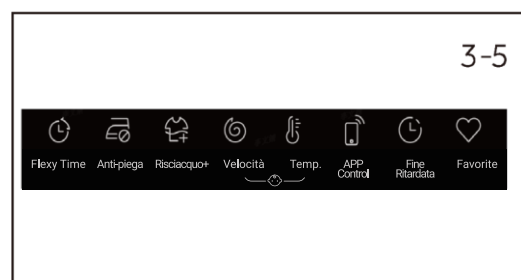 3-5
Flexy Time Anti-piega Risciacquo+ Velocità Temp. APP Control Fine Ritardata Favorite